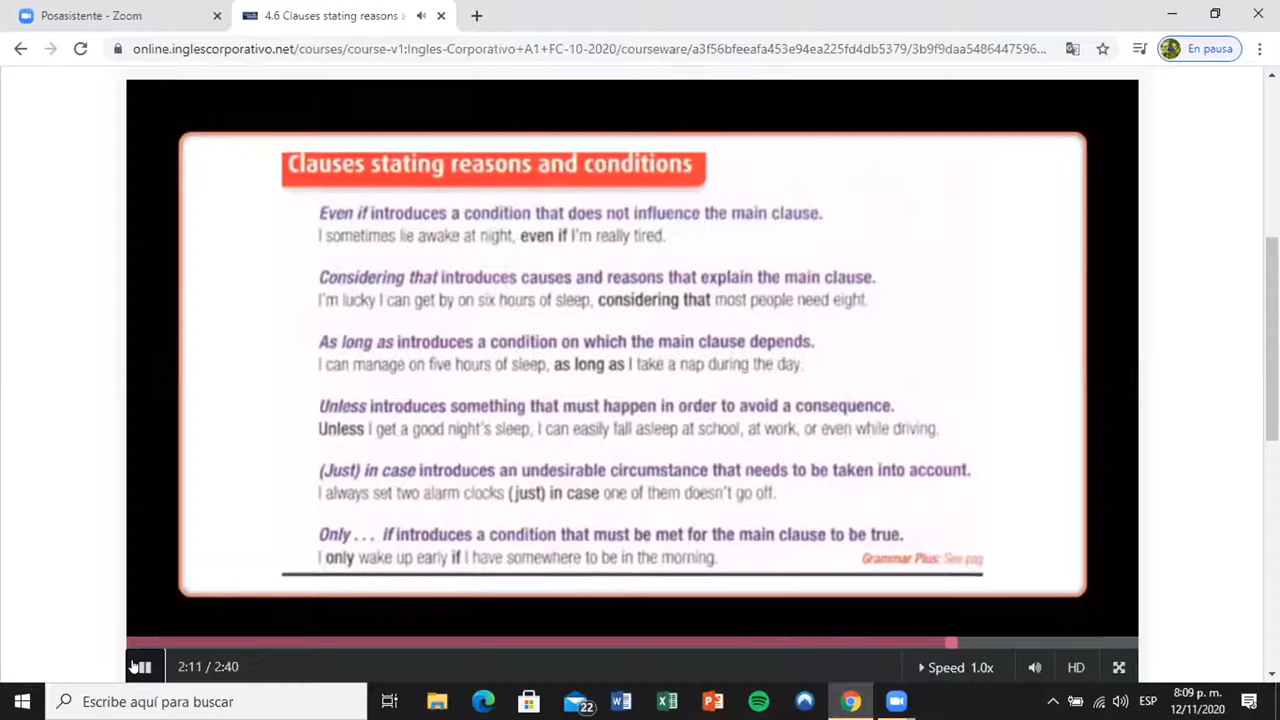 Posasistente - Zoom
4.6 Clauses stating reasons
online.inglescorporativo.net/courses/course-v1:Ingles-Corporativo+A1+FC-10-2020/courseware/a3f56bfeeafa453e94ea225fd4db5379/3b9f9daa5486447596...
En pausa
Clauses stating reasons and conditions
Even if introduces a condition that does not influence the main clause.
I sometimes lie awake at night, even if I'm really tired.
Considering that introduces causes and reasons that explain the main clause.
I'm lucky I can get by on six hours of sleep, considering that most people need eight.
As long as introduces a condition on which the main clause depends.
I can manage on five hours of sleep, as long as I take a nap during the day.
Unless introduces something that must happen in order to avoid a consequence.
Unless I get a good night's sleep, I can easily fall asleep at school, at work, or even while driving.
(Just) in case introduces an undesirable circumstance that needs to be taken into account.
I always set two alarm clocks (just) in case one of them doesn't go off.
Only . . . if introduces a condition that must be met for the main clause to be true.
I only wake up early if I have somewhere to be in the morning.
Grammar Plus: See pag
2:11 / 2:40
Speed 1.0x
HD
Escribe aquí para buscar
22
ESP
8:09 p. m.
12/11/2020